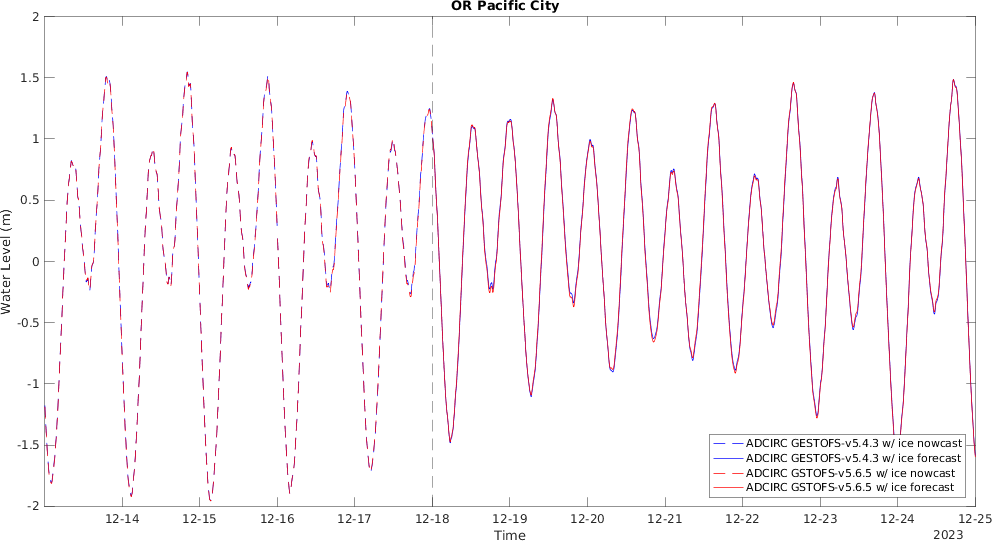 OR Pacific City
2
1.5
1
0.5
0
-0.5
-1
-1.5
-2
Water Level (m)
12-14 12-15 12-16 12-17 12-18 12-19 12-20 12-21 12-22 12-23 12-24 12-25
Time
2023
ADCIRC GESTOFS-v5.4.3 w/ ice nowcast
ADCIRC GESTOFS-v5.4.3 w/ ice forecast
ADCIRC GSTOFS-v5.6.5 w/ ice nowcast
ADCIRC GSTOFS-v5.6.5 w/ ice forecast